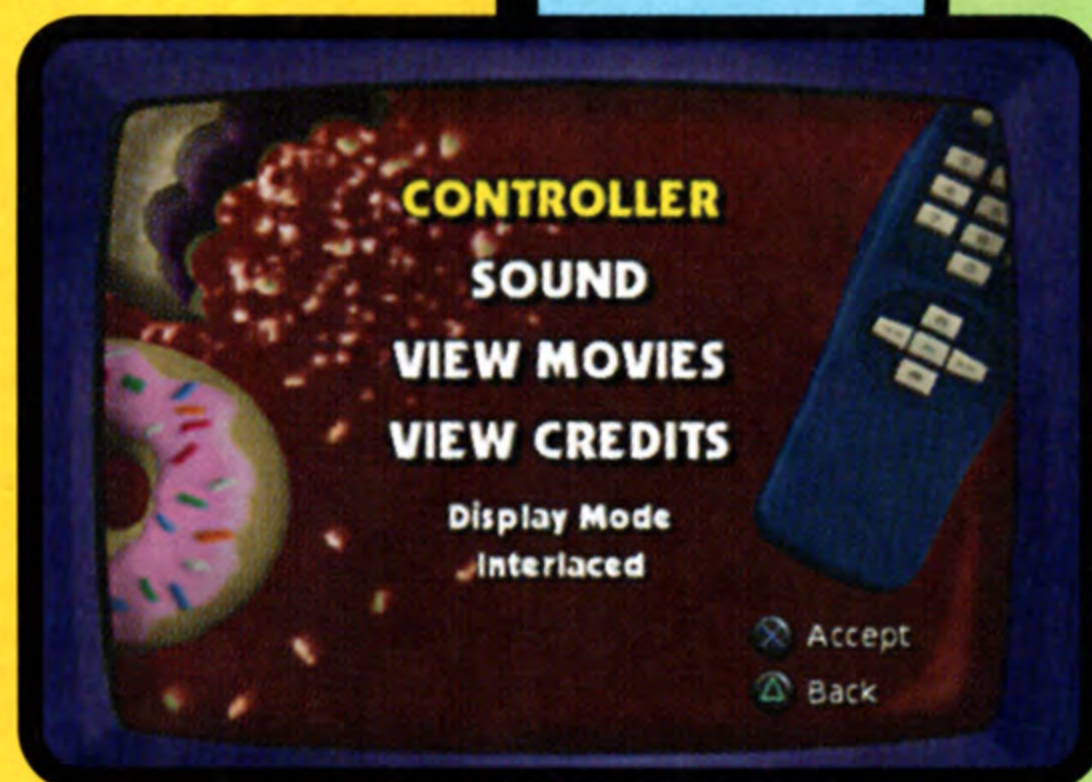 CONTROLLER
SOUND
VIEW MOVIES
VIEW CREDITS
Display Mode
Interlaced
Accept
Back